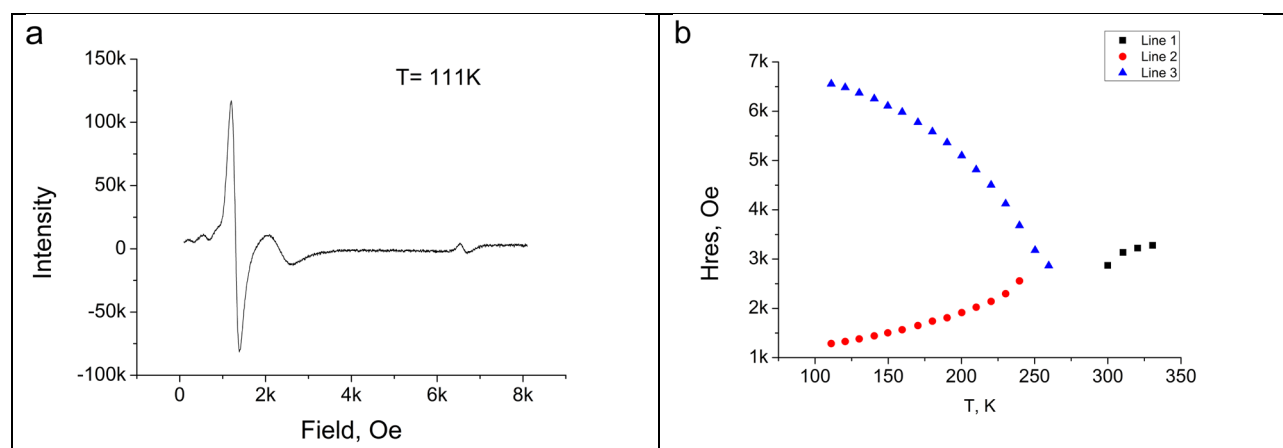 a
T= 111K
150k
100k
50k
0
-50k
-100k
Intensity
0 2k 4k 6k 8k
Field, Oe
b
Line 1
Line 2
Line 3
7k
6k
5k
4k
3k
2k
1k
Hres, Oe
100 150 200 250 300 350
T, K